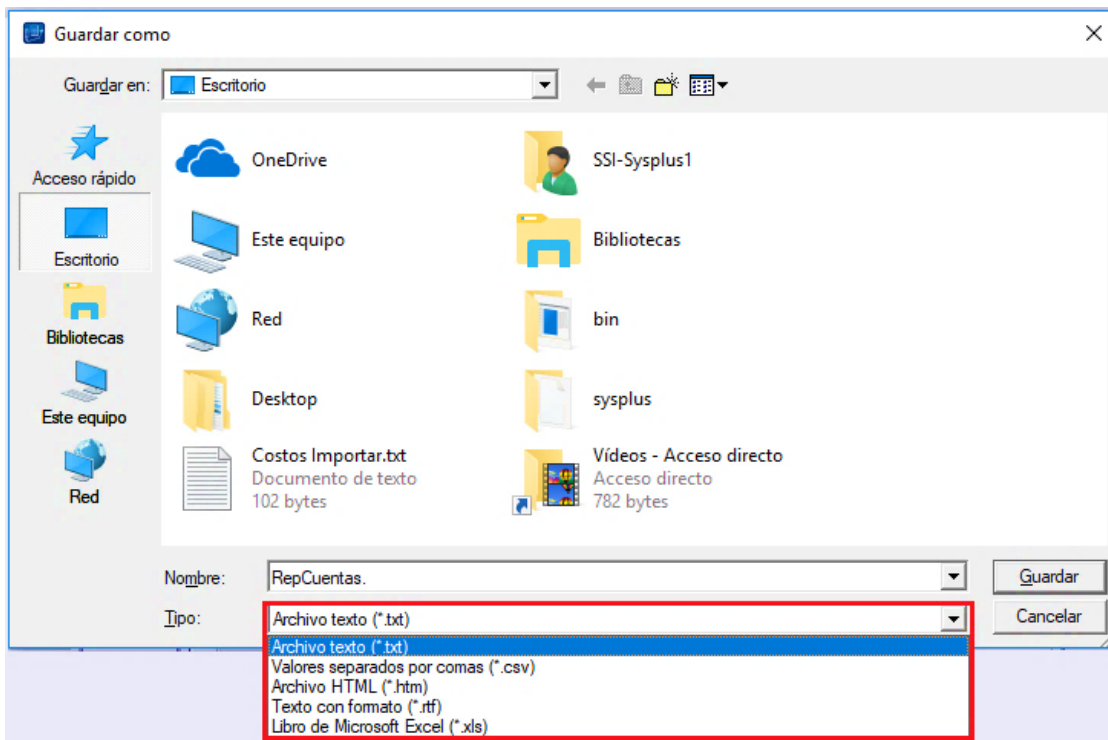 Guardar como
Guardar en:
Escritorio
Acceso rápido
Escritorio
Bibliotecas
Este equipo
Red
OneDrive
SSI-Sysplus1
Este equipo
Bibliotecas
Red
bin
Desktop
sysplus
Costos Importar.txt
Documento de texto
102 bytes
Vídeos - Acceso directo
Acceso directo
782 bytes
Nombre:
RepCuentas.
Guardar
Tipo:
Archivo texto (*.txt)
Cancelar
Archivo texto (*.txt)
Valores separados por comas (*.csv)
Archivo HTML (*.htm)
Texto con formato (*.rtf)
Libro de Microsoft Excel (*.xls)